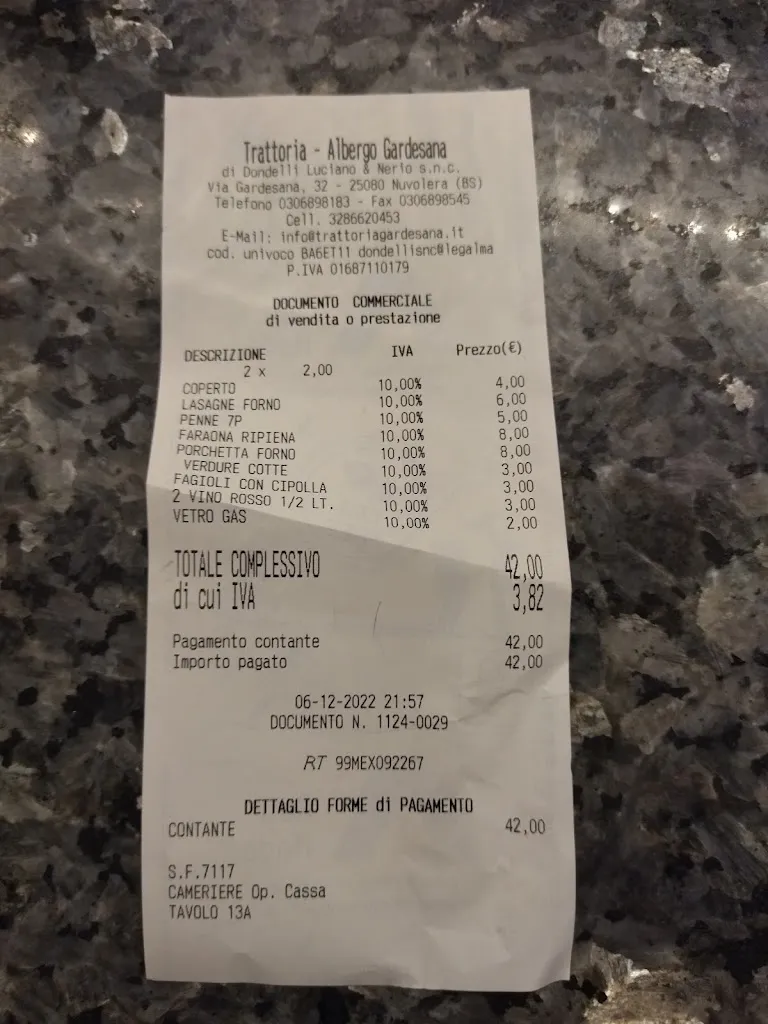 Trattoria - Albergo Gardesana
di Dondelli Luciano & Nerio s.n.c.
Via Gardesana, 32 - 25080 Nuvolera (BS)
Telefono 0306898183 - Fax 0306898545
Cell. 3286620453
E-Mail: info@trattoriagardesana.it
cod. univoco BA6ET11 dondellisnc@legalma
P.IVA 01687110179
DOCUMENTO COMMERCIALE
di vendita o prestazione
DESCRIZIONE IVA Prezzo(€)
2 x 2,00
COPERTO 10,00% 4,00
LASAGNE FORNO 10,00% 6,00
PENNE 7P 10,00% 5,00
FARAONA RIPIENA 10,00% 8,00
PORCHETTA FORNO 10,00% 8,00
VERDURE COTTE 10,00% 3,00
FAGIOLI CON CIPOLLA 10,00% 3,00
2 VINO ROSSO 1/2 LT. 10,00% 3,00
VETRO GAS 10,00% 2,00
TOTALE COMPLESSIVO 42,00
di cui IVA 3,82
Pagamento contante 42,00
Importo pagato 42,00
06-12-2022 21:57
DOCUMENTO N. 1124-0029
RT 99MEX092267
DETTAGLIO FORME di PAGAMENTO
CONTANTE 42,00
S.F.7117
CAMERIERE Op. Cassa
TAVOLO 13A